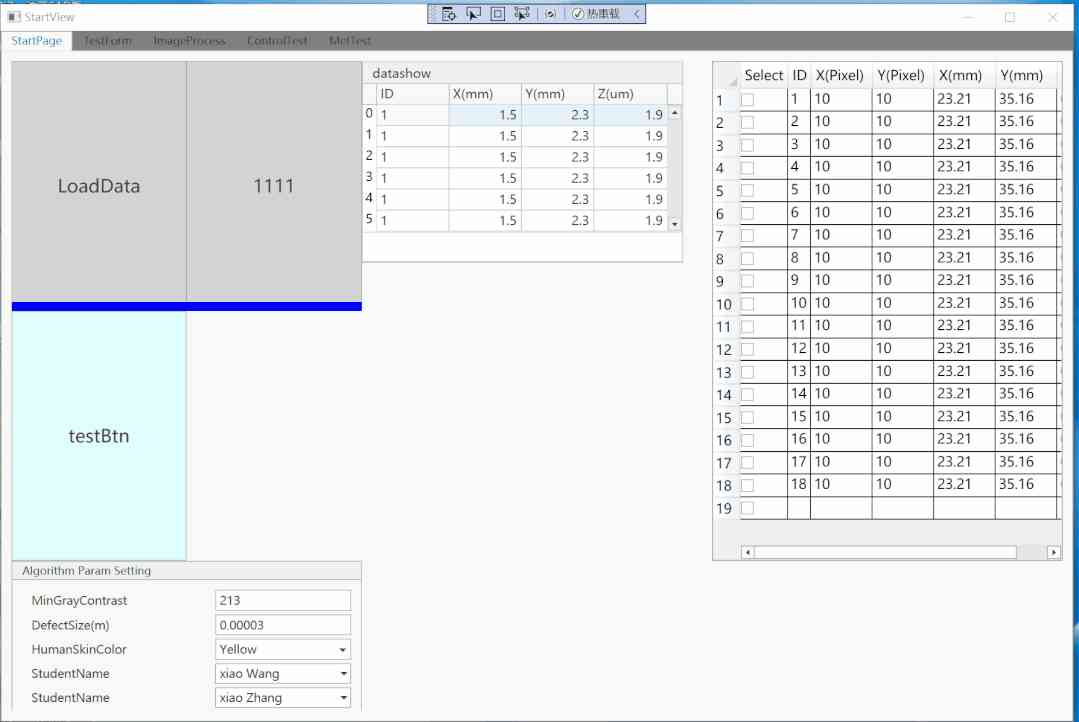 热重载
StartView
StartPage TestForm ImageProcess ControlTest MotTest
LoadData
1111
testBtn
datashow
ID X(mm) Y(mm) Z(um)
0 1 1.5 2.3 1.9
1 1 1.5 2.3 1.9
2 1 1.5 2.3 1.9
3 1 1.5 2.3 1.9
4 1 1.5 2.3 1.9
5 1 1.5 2.3 1.9
Select ID X(Pixel) Y(Pixel) X(mm) Y(mm)
1 1 10 10 23.21 35.16
2 2 10 10 23.21 35.16
3 3 10 10 23.21 35.16
4 4 10 10 23.21 35.16
5 5 10 10 23.21 35.16
6 6 10 10 23.21 35.16
7 7 10 10 23.21 35.16
8 8 10 10 23.21 35.16
9 9 10 10 23.21 35.16
10 10 10 10 23.21 35.16
11 11 10 10 23.21 35.16
12 12 10 10 23.21 35.16
13 13 10 10 23.21 35.16
14 14 10 10 23.21 35.16
15 15 10 10 23.21 35.16
16 16 10 10 23.21 35.16
17 17 10 10 23.21 35.16
18 18 10 10 23.21 35.16
19
Algorithm Param Setting
MinGrayContrast 213
DefectSize(m) 0.00003
HumanSkinColor Yellow
StudentName xiao Wang
StudentName xiao Zhang